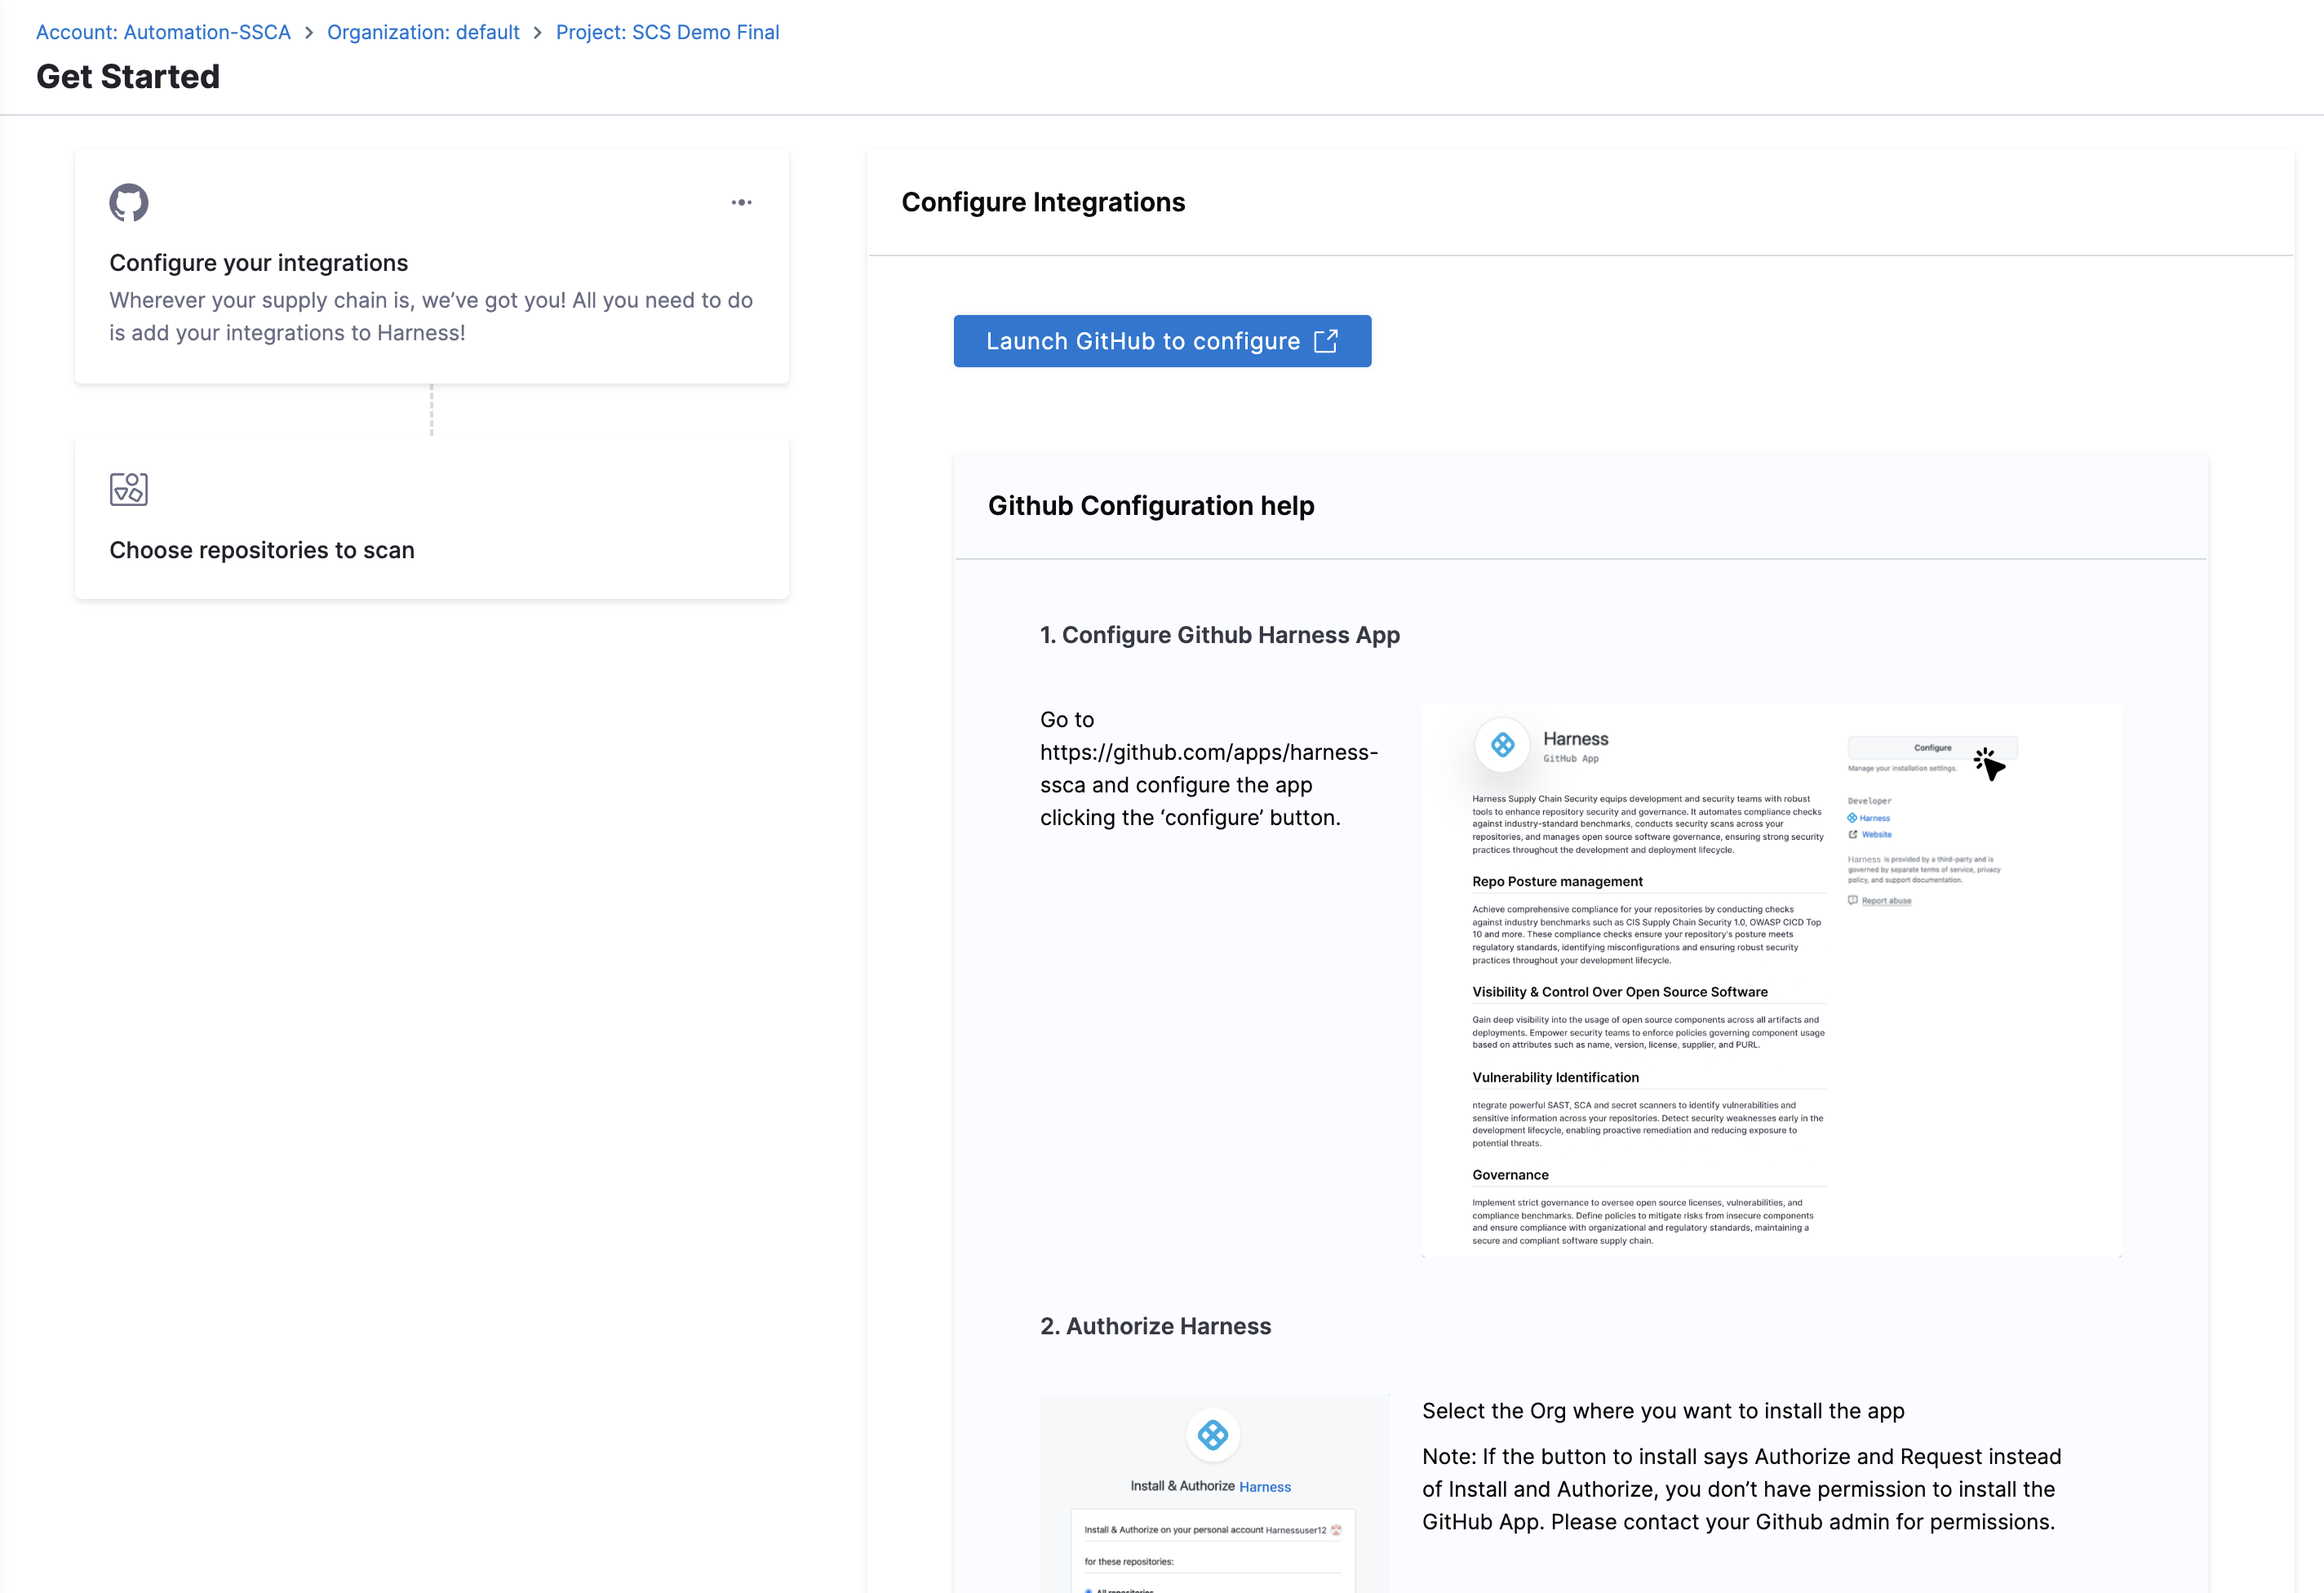 Account: Automation-SSCA > Organization: default > Project: SCS Demo Final
Get Started
Configure your integrations
Wherever your supply chain is, we’ve got you! All you need to do
is add your integrations to Harness!
Choose repositories to scan
Configure Integrations
Launch GitHub to configure
Github Configuration help
1. Configure Github Harness App
Go to
https://github.com/apps/harness-
ssca and configure the app
clicking the ‘configure’ button.
Harness
GitHub App
Harness Supply Chain Security equips development and security teams with robust
tools to enhance repository security and governance. It automates compliance checks
against industry-standard benchmarks, conducts security scans across your
repositories, and manages open source software governance, ensuring strong security
practices throughout the development and deployment lifecycle.
Repo Posture management
Achieve comprehensive compliance for your repositories by conducting checks
against industry benchmarks such as CIS Supply Chain Security 1.0, OWASP CICD Top
10 and more. These compliance checks ensure your repository's posture meets
regulatory standards, identifying misconfigurations and ensuring robust security
practices throughout your development lifecycle.
Visibility & Control Over Open Source Software
Gain deep visibility into the usage of open source components across all artifacts and
deployments. Empower security teams to enforce policies governing component usage
based on attributes such as name, version, license, supplier, and PURL.
Vulnerability Identification
ntegrate powerful SAST, SCA and secret scanners to identify vulnerabilities and
sensitive information across your repositories. Detect security weaknesses early in the
development lifecycle, enabling proactive remediation and reducing exposure to
potential threats.
Governance
Implement strict governance to oversee open source licenses, vulnerabilities, and
compliance benchmarks. Define policies to mitigate risks from insecure components
and ensure compliance with organizational and regulatory standards, maintaining a
secure and compliant software supply chain.
Configure
Manage your installation settings.
Developer
Harness
Website
Harness is provided by a third-party and is
governed by separate terms of service, privacy
policy, and support documentation.
Report abuse
2. Authorize Harness
Install & Authorize Harness
Install & Authorize on your personal account Harnessuser12
for these repositories:
All repositories
Select the Org where you want to install the app
Note: If the button to install says Authorize and Request instead
of Install and Authorize, you don’t have permission to install the
GitHub App. Please contact your Github admin for permissions.